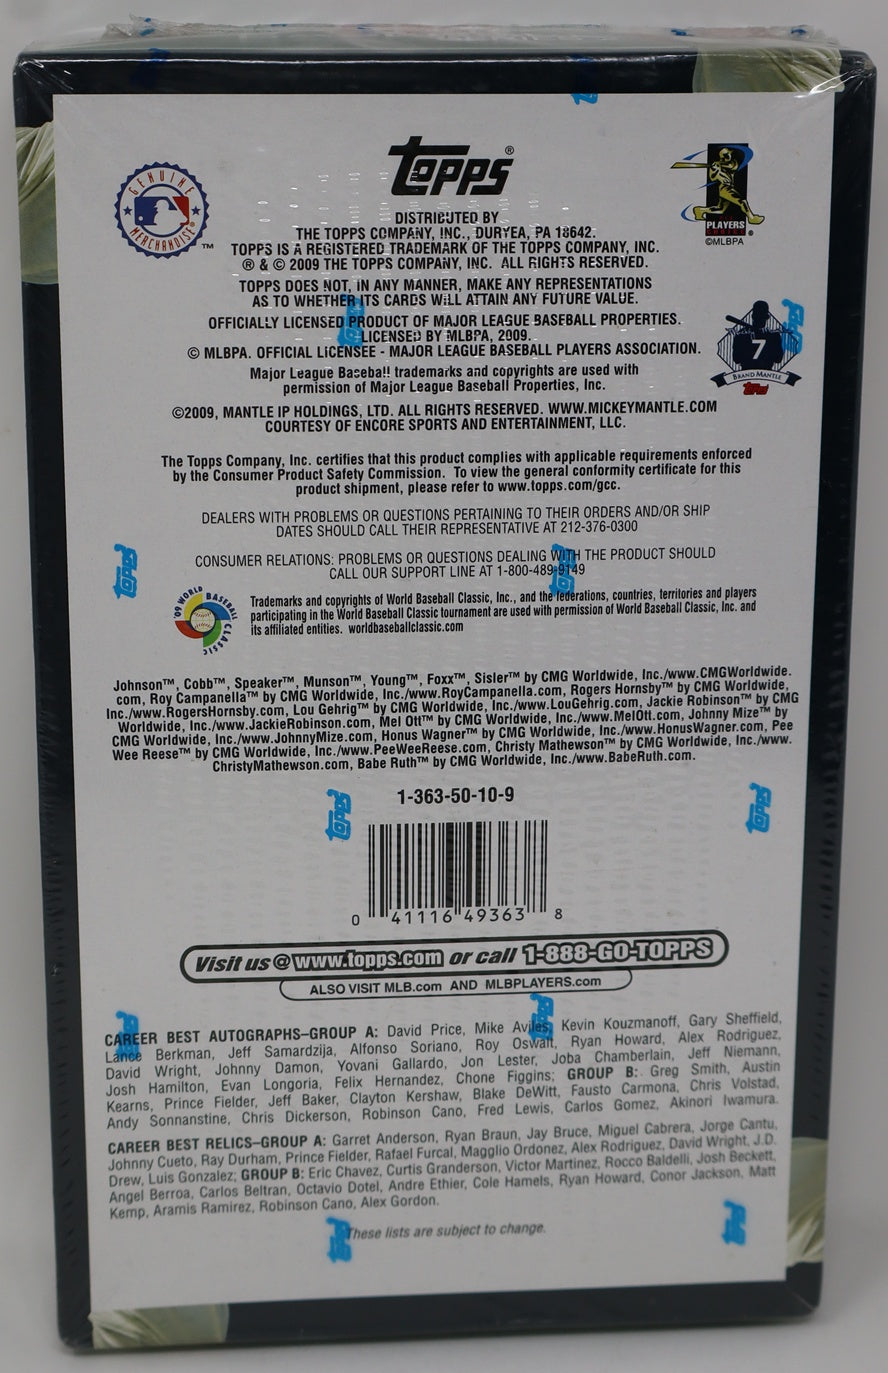 Topps®
GENUINE MERCHANDISE ™
PLAYERS
©MLBPA
DISTRIBUTED BY
THE TOPPS COMPANY, INC., DURYEA, PA 18642.
TOPPS IS A REGISTERED TRADEMARK OF THE TOPPS COMPANY, INC.
® & © 2009 THE TOPPS COMPANY, INC. ALL RIGHTS RESERVED.
TOPPS DOES NOT, IN ANY MANNER, MAKE ANY REPRESENTATIONS
AS TO WHETHER ITS CARDS WILL ATTAIN ANY FUTURE VALUE.
OFFICIALLY LICENSED PRODUCT OF MAJOR LEAGUE BASEBALL PROPERTIES.
LICENSED BY MLBPA, 2009.
© MLBPA. OFFICIAL LICENSEE - MAJOR LEAGUE BASEBALL PLAYERS ASSOCIATION.
7
BRAND MANTLE
Topps
Major League Baseball trademarks and copyrights are used with
permission of Major League Baseball Properties, Inc.
©2009, MANTLE IP HOLDINGS, LTD. ALL RIGHTS RESERVED. WWW.MICKEYMANTLE.COM
COURTESY OF ENCORE SPORTS AND ENTERTAINMENT, LLC.
The Topps Company, Inc. certifies that this product complies with applicable requirements enforced
by the Consumer Product Safety Commission. To view the general conformity certificate for this
product shipment, please refer to www.topps.com/gcc.
DEALERS WITH PROBLEMS OR QUESTIONS PERTAINING TO THEIR ORDERS AND/OR SHIP
DATES SHOULD CALL THEIR REPRESENTATIVE AT 212-376-0300
CONSUMER RELATIONS: PROBLEMS OR QUESTIONS DEALING WITH THE PRODUCT SHOULD
CALL OUR SUPPORT LINE AT 1-800-489-9149
'09 WORLD BASEBALL CLASSIC
Trademarks and copyrights of World Baseball Classic, Inc., and the federations, countries, territories and players
participating in the World Baseball Classic tournament are used with permission of World Baseball Classic, Inc. and
its affiliated entities. worldbaseballclassic.com
Johnson™, Cobb™, Speaker™, Munson™, Young™, Foxx™, Sisler™ by CMG Worldwide, Inc./www.CMGWorldwide.
com, Roy Campanella™ by CMG Worldwide, Inc./www.RoyCampanella.com, Rogers Hornsby™ by CMG Worldwide,
Inc./www.RogersHornsby.com, Lou Gehrig™ by CMG Worldwide, Inc./www.LouGehrig.com, Jackie Robinson™ by CMG
Worldwide, Inc./www.JackieRobinson.com, Mel Ott™ by CMG Worldwide, Inc./www.MelOtt.com, Johnny Mize™ by
CMG Worldwide, Inc./www.JohnnyMize.com, Honus Wagner™ by CMG Worldwide, Inc./www.HonusWagner.com, Pee
Wee Reese™ by CMG Worldwide, Inc./www.PeeWeeReese.com, Christy Mathewson™ by CMG Worldwide, Inc./www.
ChristyMathewson.com, Babe Ruth™ by CMG Worldwide, Inc./www.BabeRuth.com.
1-363-50-10-9
0 41116 49363 8
Visit us @ www.topps.com or call 1-888-GO-TOPPS
ALSO VISIT MLB.com AND MLBPLAYERS.com
CAREER BEST AUTOGRAPHS–GROUP A: David Price, Mike Aviles, Kevin Kouzmanoff, Gary Sheffield,
Lance Berkman, Jeff Samardzija, Alfonso Soriano, Roy Oswalt, Ryan Howard, Alex Rodriguez,
David Wright, Johnny Damon, Yovani Gallardo, Jon Lester, Joba Chamberlain, Jeff Niemann,
Josh Hamilton, Evan Longoria, Felix Hernandez, Chone Figgins; GROUP B: Greg Smith, Austin
Kearns, Prince Fielder, Jeff Baker, Clayton Kershaw, Blake DeWitt, Fausto Carmona, Chris Volstad,
Andy Sonnanstine, Chris Dickerson, Robinson Cano, Fred Lewis, Carlos Gomez, Akinori Iwamura.
CAREER BEST RELICS–GROUP A: Garret Anderson, Ryan Braun, Jay Bruce, Miguel Cabrera, Jorge Cantu,
Johnny Cueto, Ray Durham, Prince Fielder, Rafael Furcal, Magglio Ordonez, Alex Rodriguez, David Wright, J.D.
Drew, Luis Gonzalez; GROUP B: Eric Chavez, Curtis Granderson, Victor Martinez, Rocco Baldelli, Josh Beckett,
Angel Berroa, Carlos Beltran, Octavio Dotel, Andre Ethier, Cole Hamels, Ryan Howard, Conor Jackson, Matt
Kemp, Aramis Ramirez, Robinson Cano, Alex Gordon.
These lists are subject to change.